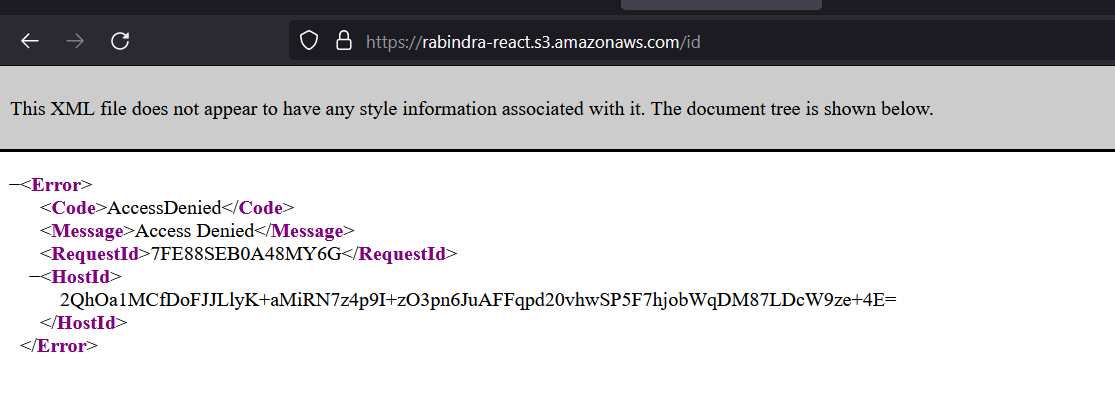 https://rabindra-react.s3.amazonaws.com/id
This XML file does not appear to have any style information associated with it. The document tree is shown below.
−<Error>
<Code>AccessDenied</Code>
<Message>Access Denied</Message>
<RequestId>7FE88SEB0A48MY6G</RequestId>
−<HostId>
2QhOa1MCfDoFJJLlyK+aMiRN7z4p9I+zO3pn6JuAFFqpd20vhwSP5F7hjobWqDM87LDcW9ze+4E=
</HostId>
</Error>